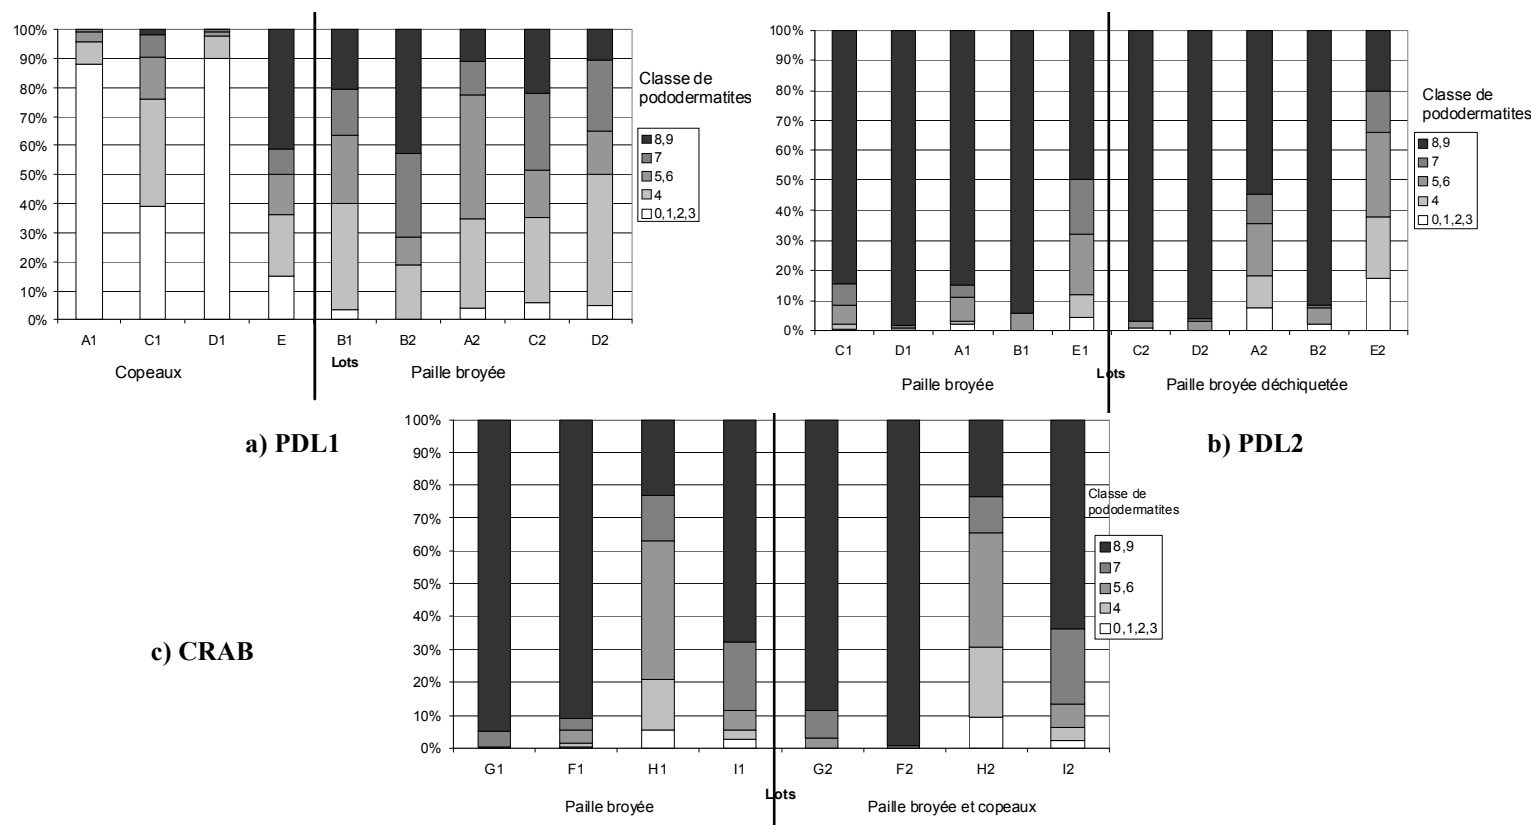 100%
90%
80%
70%
60%
50%
40%
30%
20%
10%
0%
A1 C1 D1 E B1 B2 A2 C2 D2
Lots
Copeaux Paille broyée
Classe de
pododermatites
8,9
7
5,6
4
0,1,2,3
a) PDL1
100%
90%
80%
70%
60%
50%
40%
30%
20%
10%
0%
C1 D1 A1 B1 E1 C2 D2 A2 B2 E2
Lots
Paille broyée Paille broyée déchiquetée
Classe de
pododermatites
8,9
7
5,6
4
0,1,2,3
b) PDL2
100%
90%
80%
70%
60%
50%
40%
30%
20%
10%
0%
G1 F1 H1 I1 G2 F2 H2 I2
Lots
Paille broyée Paille broyée et copeaux
Classe de
pododermatites
8,9
7
5,6
4
0,1,2,3
c) CRAB